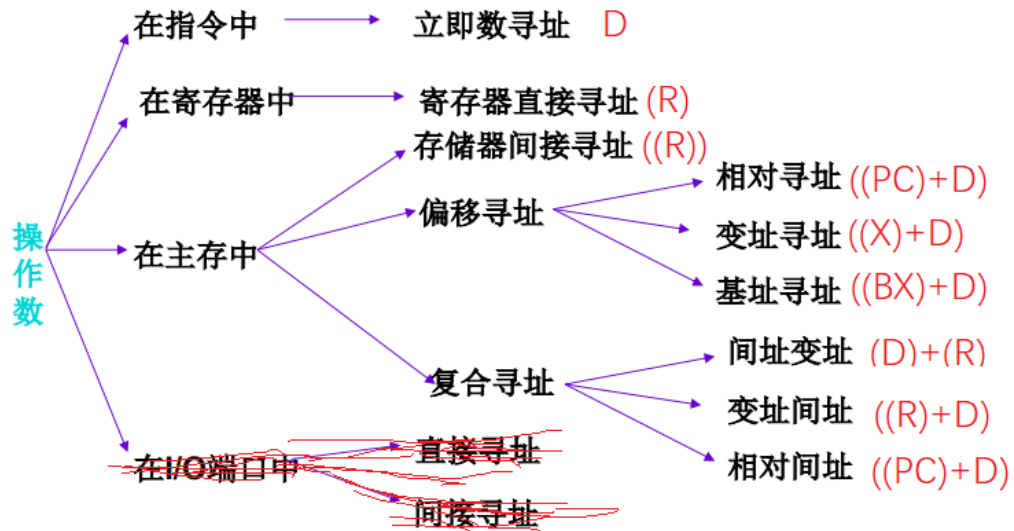 在指令中 立即数寻址 D
在寄存器中 寄存器直接寻址 (R)
存储器间接寻址 ((R))
相对寻址 ((PC)+D)
偏移寻址
操作数
在主存中
变址寻址 ((X)+D)
基址寻址 ((BX)+D)
间址变址 (D)+(R)
复合寻址
变址间址 ((R)+D)
直接寻址
在I/O端口中
相对间址 ((PC)+D)
间接寻址